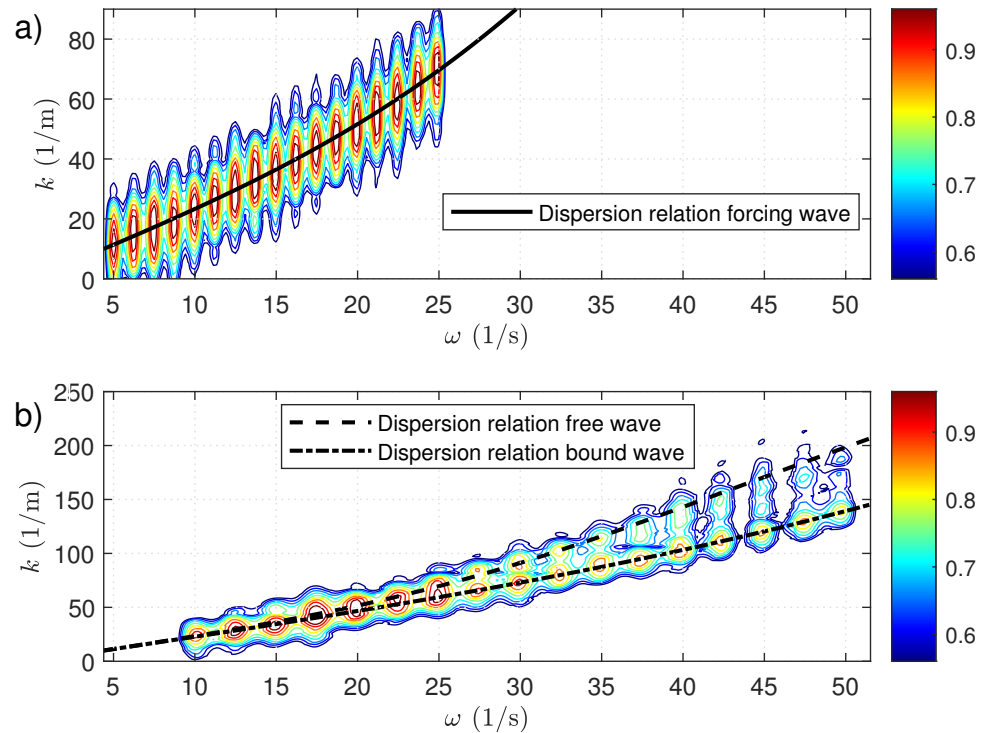 a)
80
60
40
20
0
k (1/m)
Dispersion relation forcing wave
5 10 15 20 25 30 35 40 45 50
ω (1/s)
0.9
0.8
0.7
0.6
b)
250
200
150
100
50
0
k (1/m)
Dispersion relation free wave
Dispersion relation bound wave
5 10 15 20 25 30 35 40 45 50
ω (1/s)
0.9
0.8
0.7
0.6